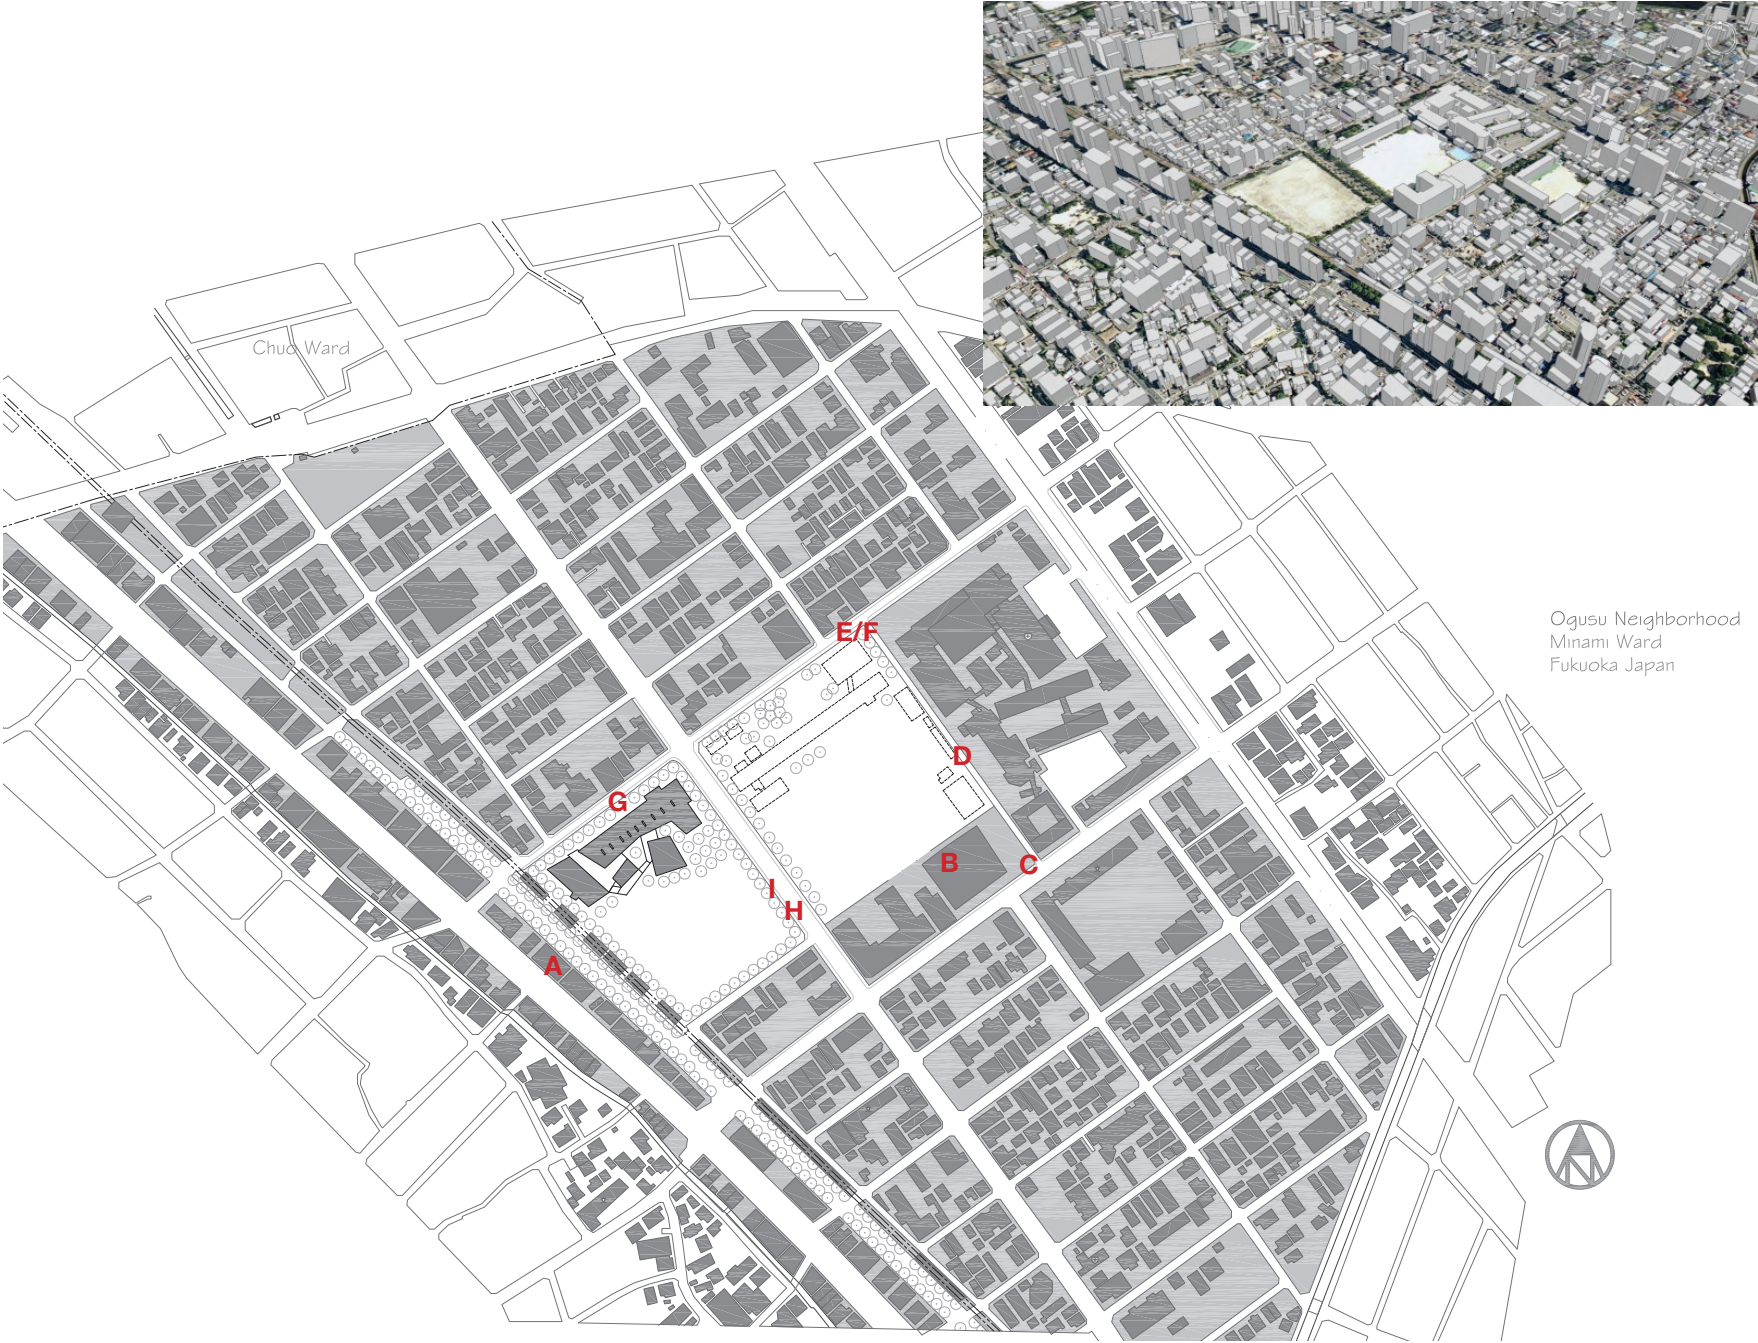 Chuo Ward
E/F
Ogusu Neighborhood
Minami Ward
Fukuoka Japan
D
G
B
C
I
H
A
N